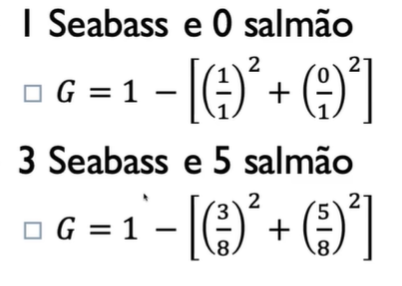 1 Seabass e 0 salmão
G = 1 − [(1/1)² + (0/1)²]
3 Seabass e 5 salmão
G = 1 − [(3/8)² + (5/8)²]